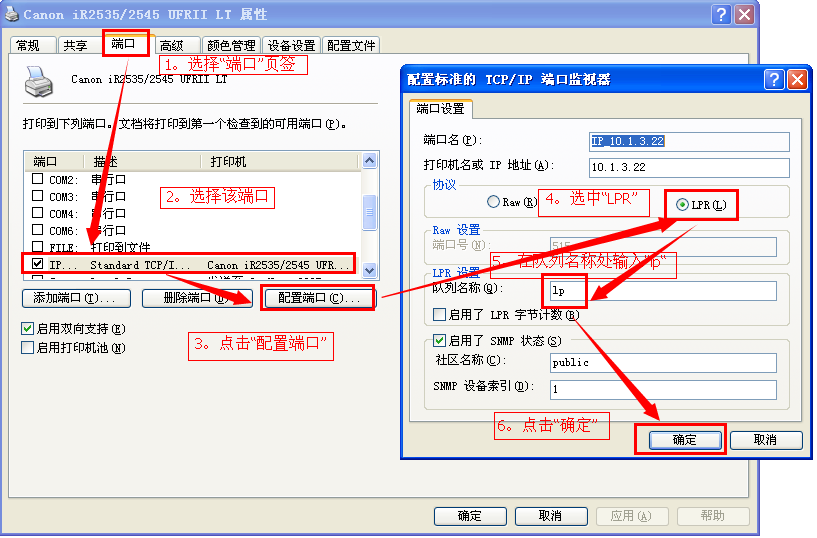 Canon iR2535/2545 UFRII LT 属性
常规 共享 端口 高级 颜色管理 设备设置 配置文件
1。选择“端口”页签
Canon iR2535/2545 UFRII LT
打印到下列端口。文档将打印到第一个检查到的可用端口(P)。
端口 描述 打印机
COM2: 串行口
COM3: 串行口
COM4: 串行口
COM6: 串行口
FILE: 打印到文件
IP... Standard TCP/I... Canon iR2535/2545 UFR...
2。选择该端口
添加端口(T)... 删除端口(D) 配置端口(C)...
启用双向支持(E)
启用打印机池(N)
3。点击“配置端口”
确定 取消 应用(A) 帮助
配置标准的 TCP/IP 端口监视器
端口设置
端口名(P): IP_10.1.3.22
打印机名或 IP 地址(A): 10.1.3.22
协议
Raw(R) LPR(L)
4。选中“LPR”
Raw 设置
端口号(N): 515
5。在队列名称处输入“lp”
LPR 设置
队列名称(Q): lp
启用了 LPR 字节计数(B)
启用了 SNMP 状态(S)
社区名称(C): public
SNMP 设备索引(D): 1
6。点击“确定”
确定 取消